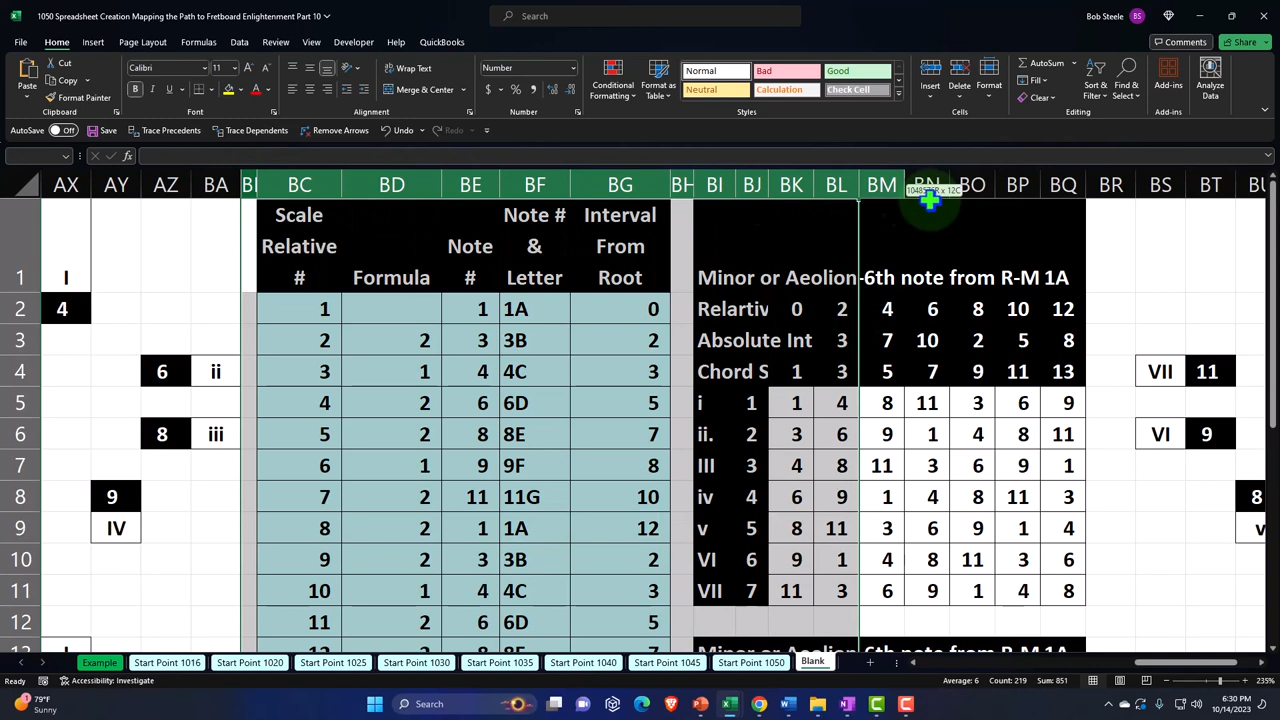 1050 Spreadsheet Creation Mapping the Path to Fretboard Enlightenment Part 10
Search
Bob Steele BS
File Home Insert Page Layout Formulas Data Review View Developer Help QuickBooks Comments Share
Paste Cut Copy Format Painter Clipboard
Calibri 11 B I U A Font
Wrap Text Merge & Center Alignment
Number $ % Number
Conditional Formatting Format as Table
Normal Bad Good
Neutral Calculation Check Cell
Styles
Insert Delete Format Cells
AutoSum Fill Clear Sort & Filter Find & Select Editing
Add-ins Add-ins
Analyze Data
AutoSave Off Save Trace Precedents Trace Dependents Remove Arrows Undo
fx
AX AY AZ BA BC BD BE BF BG BH BI BJ BK BL BM BN BO BP BQ BR BS BT
1048576R x 12C
1 I Scale Relative # Formula Note # Note # & Letter Interval From Root Minor or Aeolion -6th note from R-M 1A
2 4 1 1 1A 0 Relartiv 0 2 4 6 8 10 12
3 2 2 3 3B 2 Absolute Int 3 7 10 2 5 8
4 6 ii 3 1 4 4C 3 Chord S 1 3 5 7 9 11 13 VII 11
5 4 2 6 6D 5 i 1 1 4 8 11 3 6 9
6 8 iii 5 2 8 8E 7 ii. 2 3 6 9 1 4 8 11 VI 9
7 6 1 9 9F 8 III 3 4 8 11 3 6 9 1
8 9 7 2 11 11G 10 iv 4 6 9 1 4 8 11 3 8
9 IV 8 2 1 1A 12 v 5 8 11 3 6 9 1 4 v
10 9 2 3 3B 2 VI 6 9 1 4 8 11 3 6
11 10 1 4 4C 3 VII 7 11 3 6 9 1 4 8
12 11 2 6 6D 5
Example Start Point 1016 Start Point 1020 Start Point 1025 Start Point 1030 Start Point 1035 Start Point 1040 Start Point 1045 Start Point 1050 Blank
Ready Accessibility: Investigate Average: 6 Count: 219 Sum: 851 235%
79°F
Sunny
Search
6:30 PM
10/14/2023